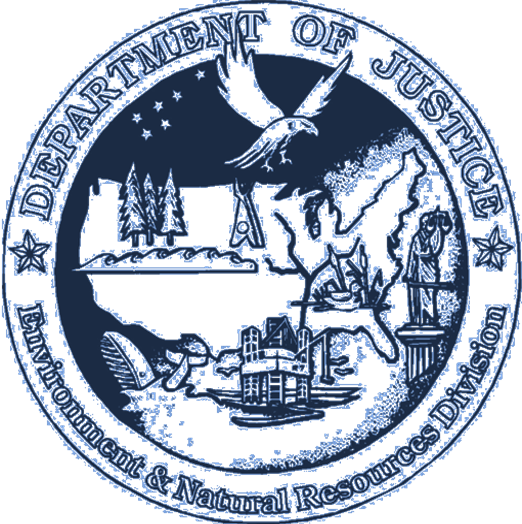 DEPARTMENT OF JUSTICE
Environment & Natural Resources Division